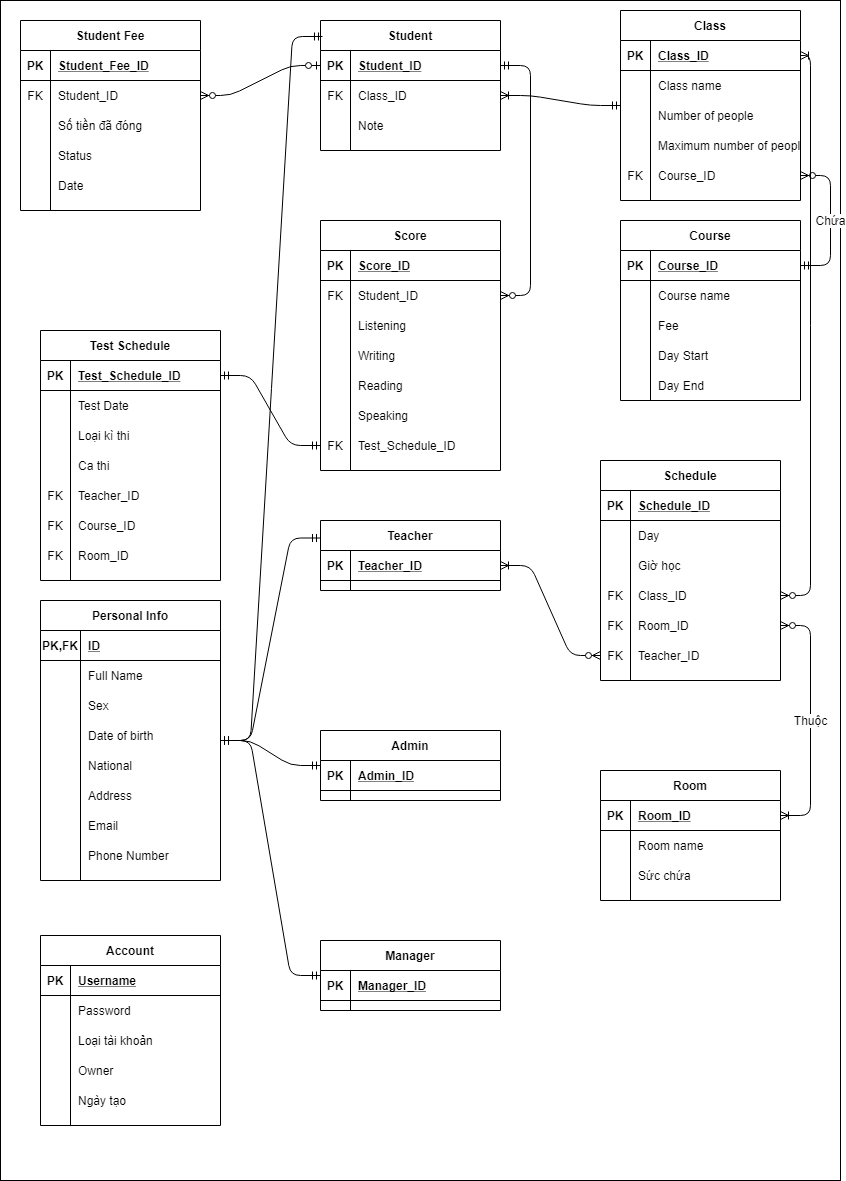 Student Fee
PK Student_Fee_ID
FK Student_ID
Số tiền đã đóng
Status
Date
Student
PK Student_ID
FK Class_ID
Note
Class
PK Class_ID
Class name
Number of people
Maximum number of peopl
FK Course_ID
Chứa
Score
PK Score_ID
FK Student_ID
Listening
Writing
Reading
Speaking
FK Test_Schedule_ID
Course
PK Course_ID
Course name
Fee
Day Start
Day End
Test Schedule
PK Test_Schedule_ID
Test Date
Loại kì thi
Ca thi
FK Teacher_ID
FK Course_ID
FK Room_ID
Teacher
PK Teacher_ID
Schedule
PK Schedule_ID
Day
Giờ học
FK Class_ID
FK Room_ID
FK Teacher_ID
Thuộc
Personal Info
PK,FK ID
Full Name
Sex
Date of birth
National
Address
Email
Phone Number
Admin
PK Admin_ID
Room
PK Room_ID
Room name
Sức chứa
Account
PK Username
Password
Loại tài khoản
Owner
Ngày tạo
Manager
PK Manager_ID